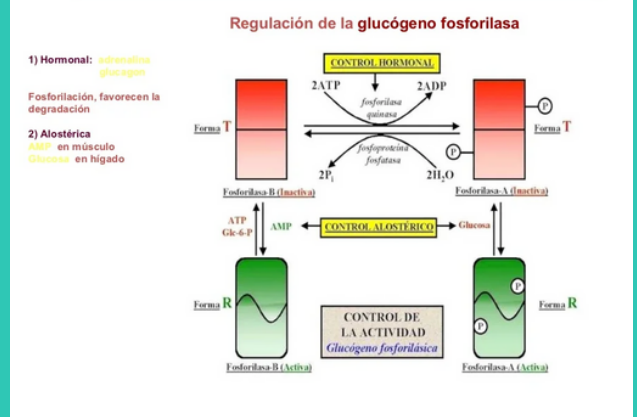 Regulación de la glucógeno fosforilasa
1) Hormonal: adrenalina
glucagon
Fosforilación, favorecen la
degradación
2) Alostérica
AMP en músculo
Glucosa en hígado
CONTROL HORMONAL
2ATP 2ADP
fosforilasa
quinasa
Forma T
P
Forma T
fosfoproteína
fosfatasa
P
2Pi 2H2O
Fosforilasa-B (Inactiva)
Fosforilasa-A (Inactiva)
ATP
Glc-6-P
AMP
CONTROL ALOSTÉRICO
Glucosa
Forma R
P
Forma R
P
CONTROL DE
LA ACTIVIDAD
Glucógeno fosforilásica
Fosforilasa-B (Activa)
Fosforilasa-A (Activa)